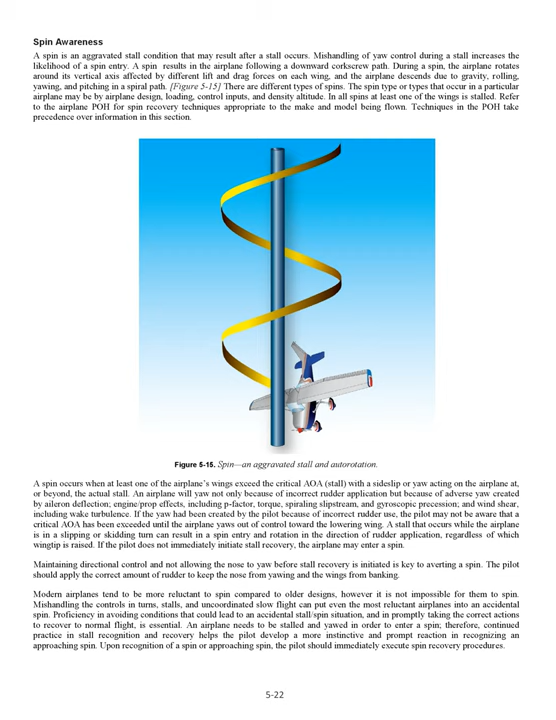 Spin Awareness
A spin is an aggravated stall condition that may result after a stall occurs. Mishandling of yaw control during a stall increases the
likelihood of a spin entry. A spin results in the airplane following a downward corkscrew path. During a spin, the airplane rotates
around its vertical axis affected by different lift and drag forces on each wing, and the airplane descends due to gravity, rolling,
yawing, and pitching in a spiral path. [Figure 5-15] There are different types of spins. The spin type or types that occur in a particular
airplane may be by airplane design, loading, control inputs, and density altitude. In all spins at least one of the wings is stalled. Refer
to the airplane POH for spin recovery techniques appropriate to the make and model being flown. Techniques in the POH take
precedence over information in this section.
Figure 5-15. Spin—an aggravated stall and autorotation.
A spin occurs when at least one of the airplane's wings exceed the critical AOA (stall) with a sideslip or yaw acting on the airplane at,
or beyond, the actual stall. An airplane will yaw not only because of incorrect rudder application but because of adverse yaw created
by aileron deflection; engine/prop effects, including p-factor, torque, spiraling slipstream, and gyroscopic precession; and wind shear,
including wake turbulence. If the yaw had been created by the pilot because of incorrect rudder use, the pilot may not be aware that a
critical AOA has been exceeded until the airplane yaws out of control toward the lowering wing. A stall that occurs while the airplane
is in a slipping or skidding turn can result in a spin entry and rotation in the direction of rudder application, regardless of which
wingtip is raised. If the pilot does not immediately initiate stall recovery, the airplane may enter a spin.
Maintaining directional control and not allowing the nose to yaw before stall recovery is initiated is key to averting a spin. The pilot
should apply the correct amount of rudder to keep the nose from yawing and the wings from banking.
Modern airplanes tend to be more reluctant to spin compared to older designs, however it is not impossible for them to spin.
Mishandling the controls in turns, stalls, and uncoordinated slow flight can put even the most reluctant airplanes into an accidental
spin. Proficiency in avoiding conditions that could lead to an accidental stall/spin situation, and in promptly taking the correct actions
to recover to normal flight, is essential. An airplane needs to be stalled and yawed in order to enter a spin; therefore, continued
practice in stall recognition and recovery helps the pilot develop a more instinctive and prompt reaction in recognizing an
approaching spin. Upon recognition of a spin or approaching spin, the pilot should immediately execute spin recovery procedures.
5-22